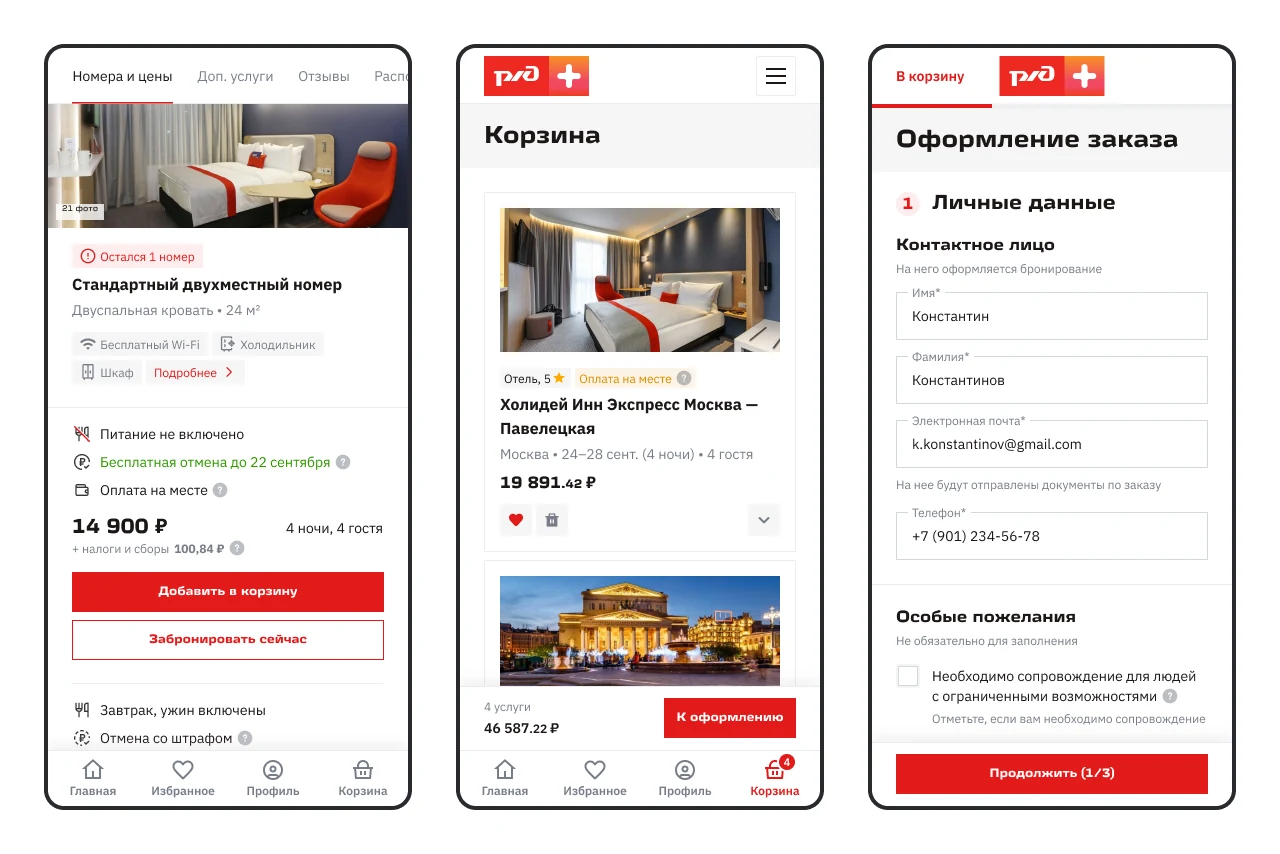 Номера и цены
Доп. услуги
Отзывы
21 фото
Остался 1 номер
Стандартный двухместный номер
Двуспальная кровать • 24 м²
Бесплатный Wi-Fi
Холодильник
Шкаф
Подробнее
Питание не включено
Бесплатная отмена до 22 сентября ?
Оплата на месте ?
14 900 ₽
4 ночи, 4 гостя
+ налоги и сборы 100,84 ₽ ?
Добавить в корзину
Забронировать сейчас
Завтрак, ужин включены
Отмена со штрафом ?
Главная
Избранное
Профиль
Корзина
ржд +
Корзина
Отель, 5
Оплата на месте ?
Холидей Инн Экспресс Москва —
Павелецкая
Москва • 24–28 сент. (4 ночи) • 4 гостя
19 891.42 ₽
4 услуги
46 587.22 ₽
К оформлению
Главная
Избранное
Профиль
4
Корзина
В корзину
ржд +
Оформление заказа
1 Личные данные
Контактное лицо
На него оформляется бронирование
Имя*
Константин
Фамилия*
Константинов
Электронная почта*
k.konstantinov@gmail.com
На нее будут отправлены документы по заказу
Телефон*
+7 (901) 234-56-78
Особые пожелания
Не обязательно для заполнения
Необходимо сопровождение для людей
с ограниченными возможностями ?
Отметьте, если вам необходимо сопровождение
Продолжить (1/3)